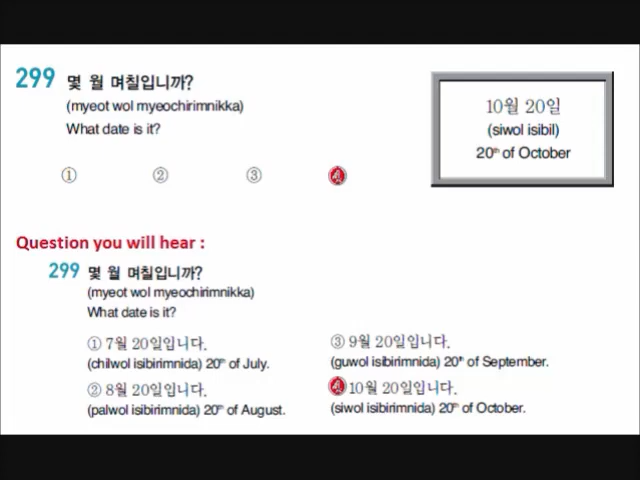 299 몇 월 며칠입니까?
(myeot wol myeochirimnikka)
What date is it?
① ② ③ ④
10월 20일
(siwol isibil)
20th of October
Question you will hear :
299 몇 월 며칠입니까?
(myeot wol myeochirimnikka)
What date is it?
① 7월 20일입니다.
(chilwol isibirimnida) 20th of July.
② 8월 20일입니다.
(palwol isibirimnida) 20th of August.
③ 9월 20일입니다.
(guwol isibirimnida) 20th of September.
④ 10월 20일입니다.
(siwol isibirimnida) 20th of October.